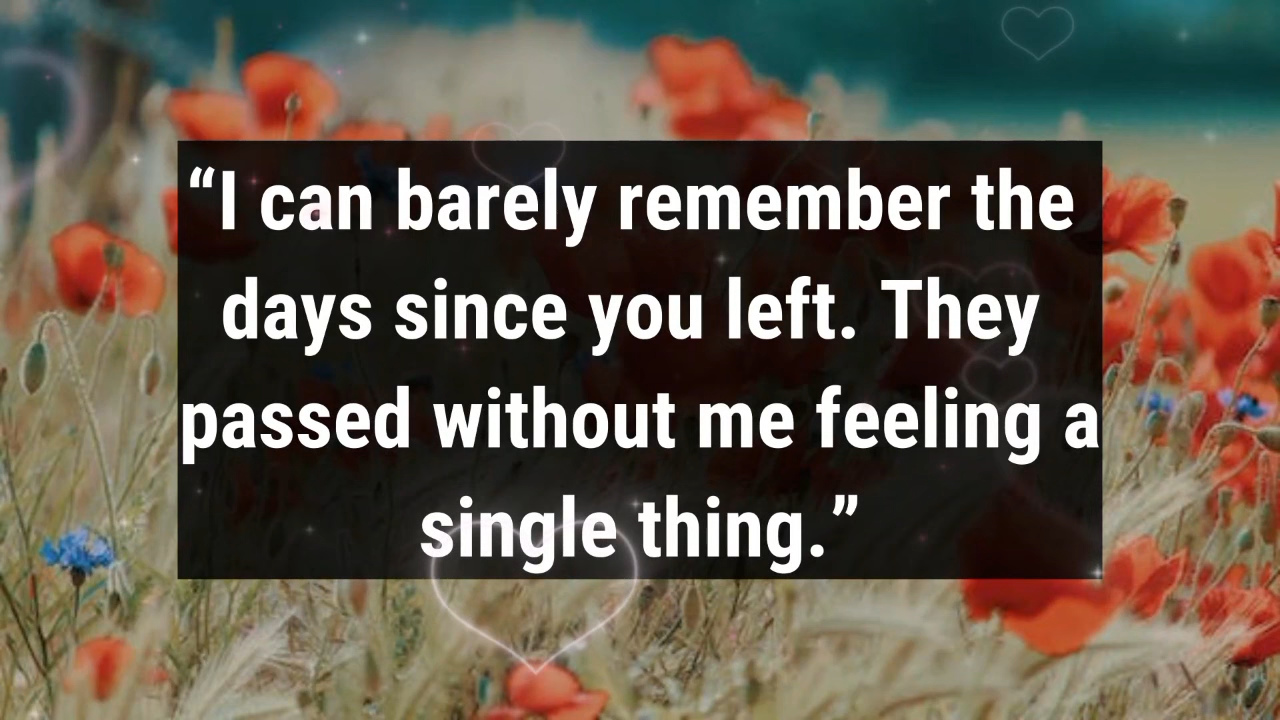 “I can barely remember the
days since you left. They
passed without me feeling a
single thing.”